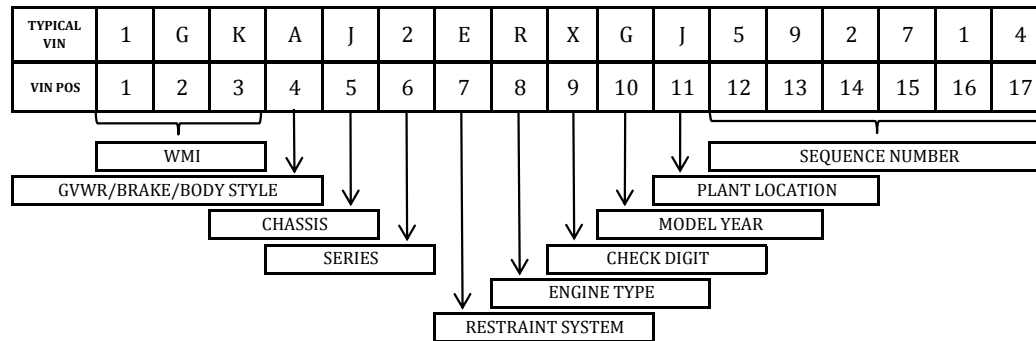 TYPICAL VIN 1 G K A J 2 E R X G J 5 9 2 7 1 4
VIN POS 1 2 3 4 5 6 7 8 9 10 11 12 13 14 15 16 17
WMI SEQUENCE NUMBER
GVWR/BRAKE/BODY STYLE PLANT LOCATION
CHASSIS MODEL YEAR
SERIES CHECK DIGIT
ENGINE TYPE
RESTRAINT SYSTEM